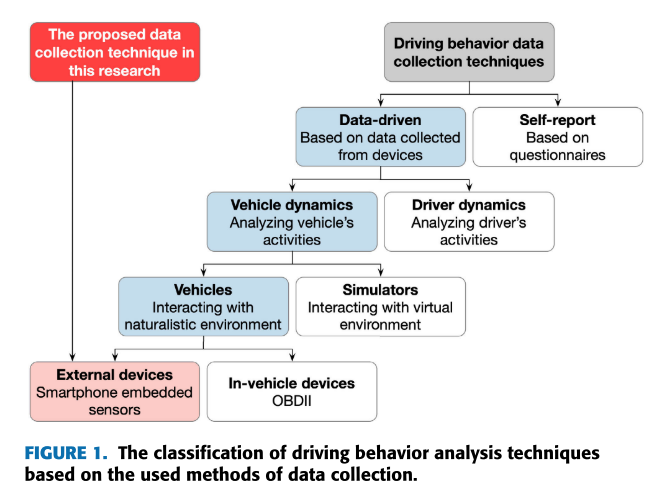 The proposed data
collection technique in
this research
Driving behavior data
collection techniques
Data-driven
Based on data collected
from devices
Self-report
Based on
questionnaires
Vehicle dynamics
Analyzing vehicle's
activities
Driver dynamics
Analyzing driver's
activities
Vehicles
Interacting with
naturalistic environment
Simulators
Interacting with virtual
environment
External devices
Smartphone embedded
sensors
In-vehicle devices
OBDII
FIGURE 1. The classification of driving behavior analysis techniques
based on the used methods of data collection.